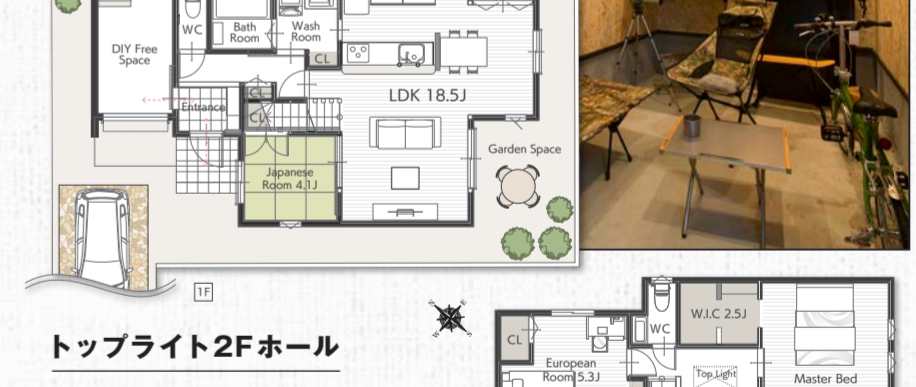 WC
Bath
Room
Wash
Room
DIY Free
Space
CL
CL
Entrance
CL
LDK 18.5J
Garden Space
Japanese
Room 4.1J
1F
トップライト2Fホール
WC
W.I.C 2.5J
CL
European
Room 5.3J
Top Light
Master Bed